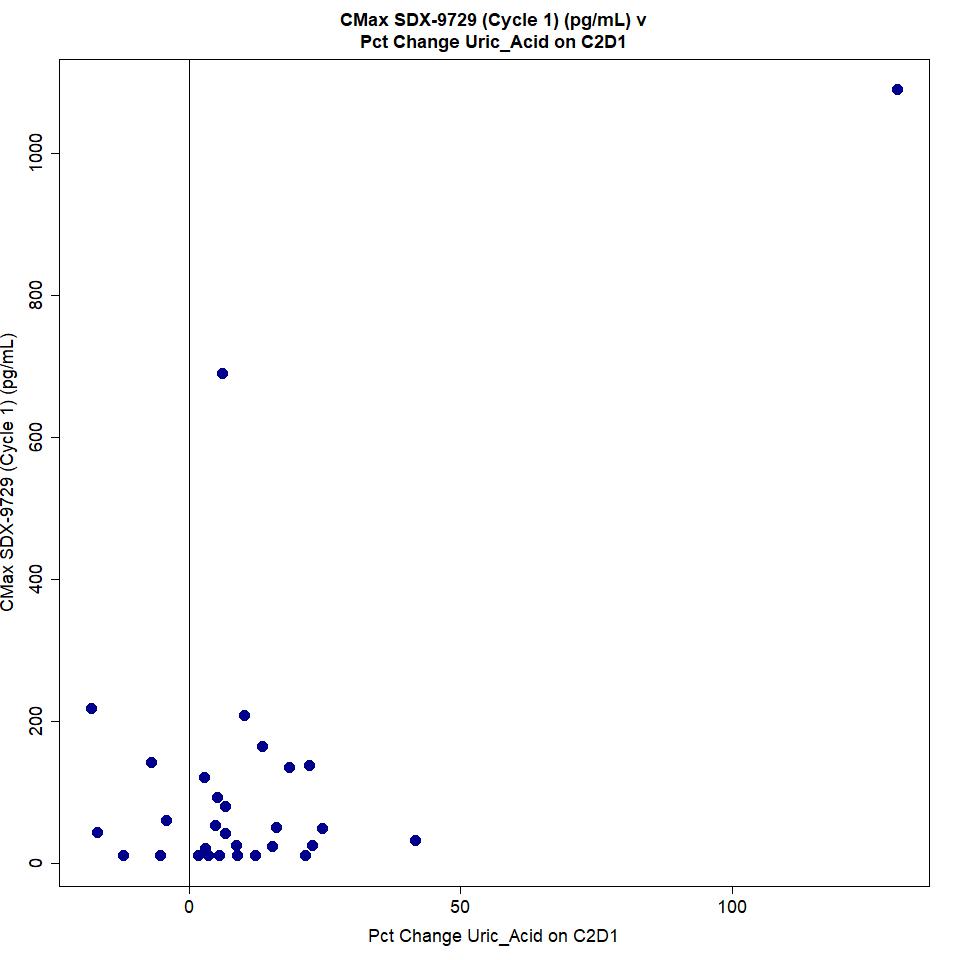 CMax SDX-9729 (Cycle 1) (pg/mL) v
Pct Change Uric_Acid on C2D1
CMax SDX-9729 (Cycle 1) (pg/mL)
1000
800
600
400
200
0
0
50
100
Pct Change Uric_Acid on C2D1